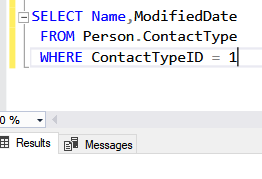 SELECT Name,ModifiedDate
FROM Person.ContactType
WHERE ContactTypeID = 1
0 %
Results Messages